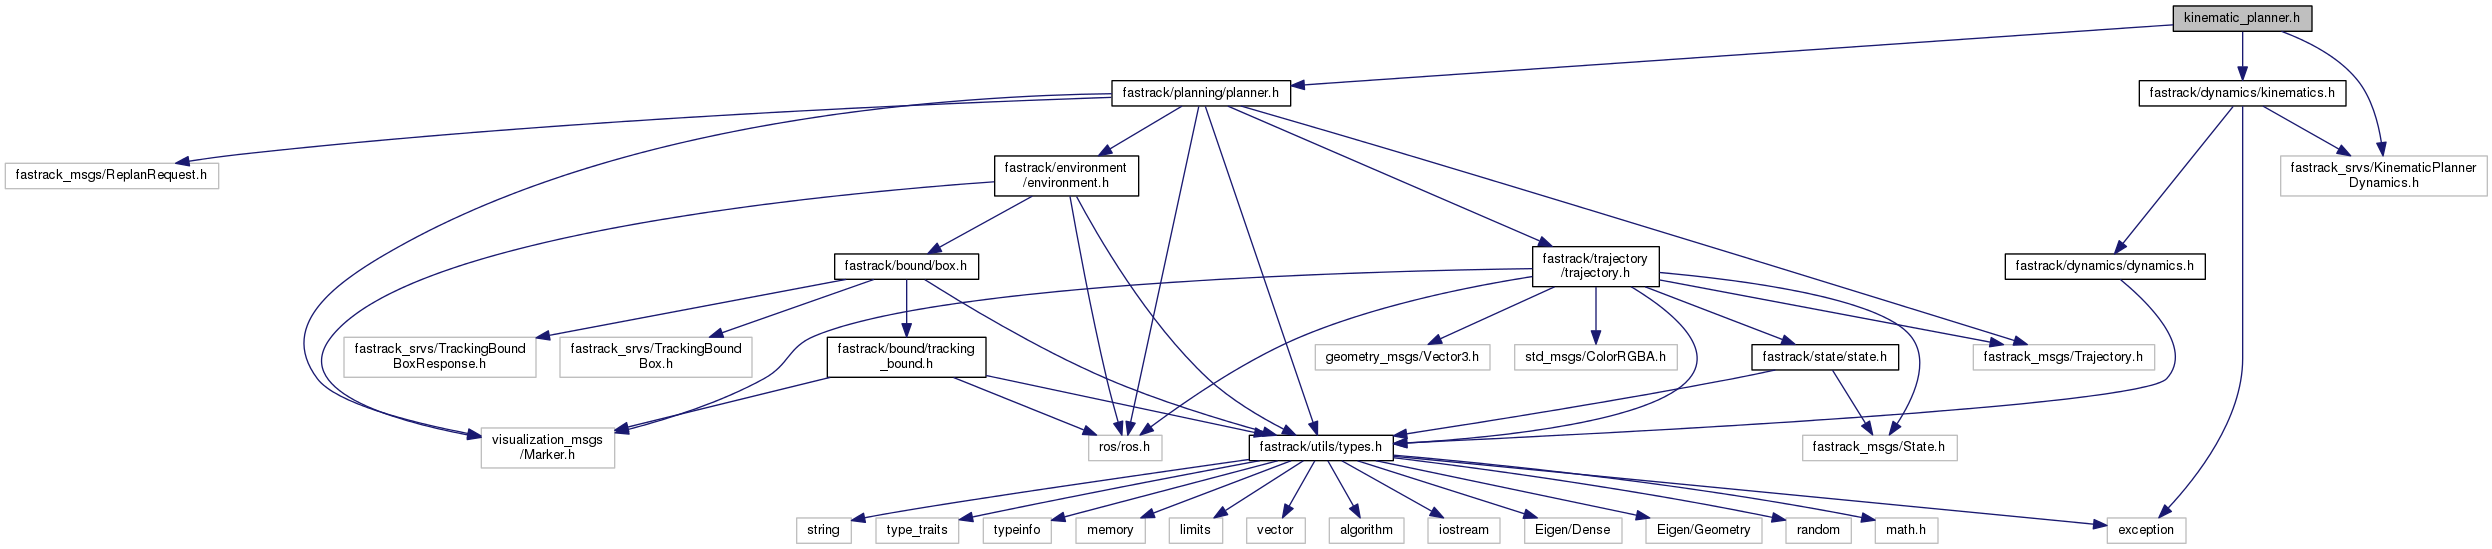 kinematic_planner.h
fastrack/planning/planner.h
fastrack/dynamics/kinematics.h
fastrack_msgs/ReplanRequest.h
fastrack/environment
/environment.h
fastrack_srvs/KinematicPlanner
Dynamics.h
fastrack/bound/box.h
fastrack/trajectory
/trajectory.h
fastrack/dynamics/dynamics.h
fastrack_srvs/TrackingBound
BoxResponse.h
fastrack_srvs/TrackingBound
Box.h
fastrack/bound/tracking
_bound.h
geometry_msgs/Vector3.h
std_msgs/ColorRGBA.h
fastrack/state/state.h
fastrack_msgs/Trajectory.h
visualization_msgs
/Marker.h
ros/ros.h
fastrack/utils/types.h
fastrack_msgs/State.h
string
type_traits
typeinfo
memory
limits
vector
algorithm
iostream
Eigen/Dense
Eigen/Geometry
random
math.h
exception